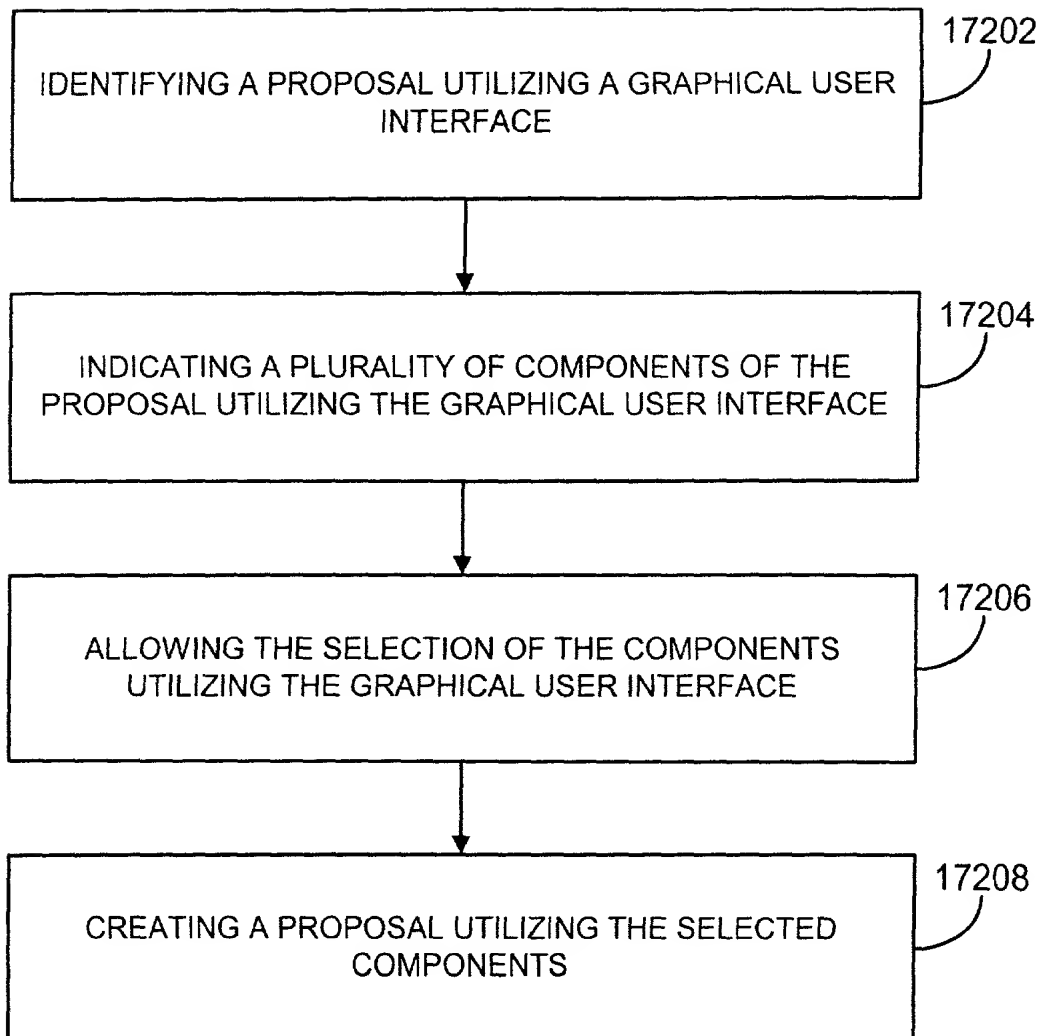 17202
IDENTIFYING A PROPOSAL UTILIZING A GRAPHICAL USER
INTERFACE
17204
INDICATING A PLURALITY OF COMPONENTS OF THE
PROPOSAL UTILIZING THE GRAPHICAL USER INTERFACE
17206
ALLOWING THE SELECTION OF THE COMPONENTS
UTILIZING THE GRAPHICAL USER INTERFACE
17208
CREATING A PROPOSAL UTILIZING THE SELECTED
COMPONENTS